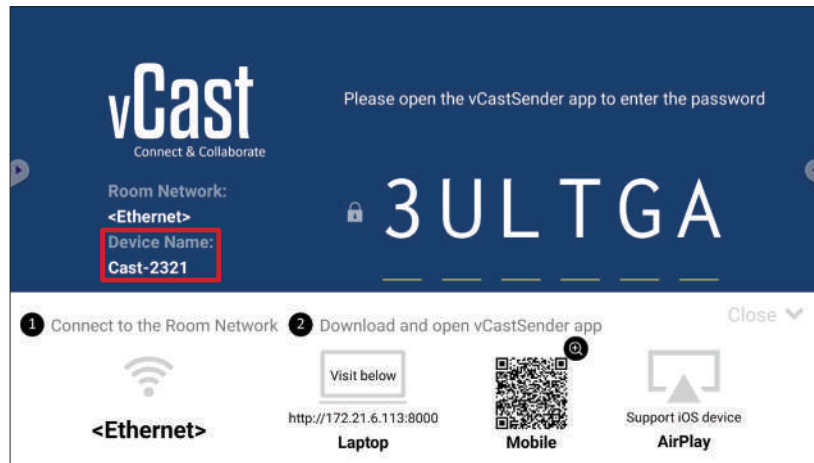 vCast
Connect & Collaborate
Please open the vCastSender app to enter the password
Room Network:
<Ethernet>
Device Name:
Cast-2321
3ULTGA
Close
1 Connect to the Room Network
2 Download and open vCastSender app
<Ethernet>
Visit below
http://172.21.6.113:8000
Laptop
Mobile
Support iOS device
AirPlay